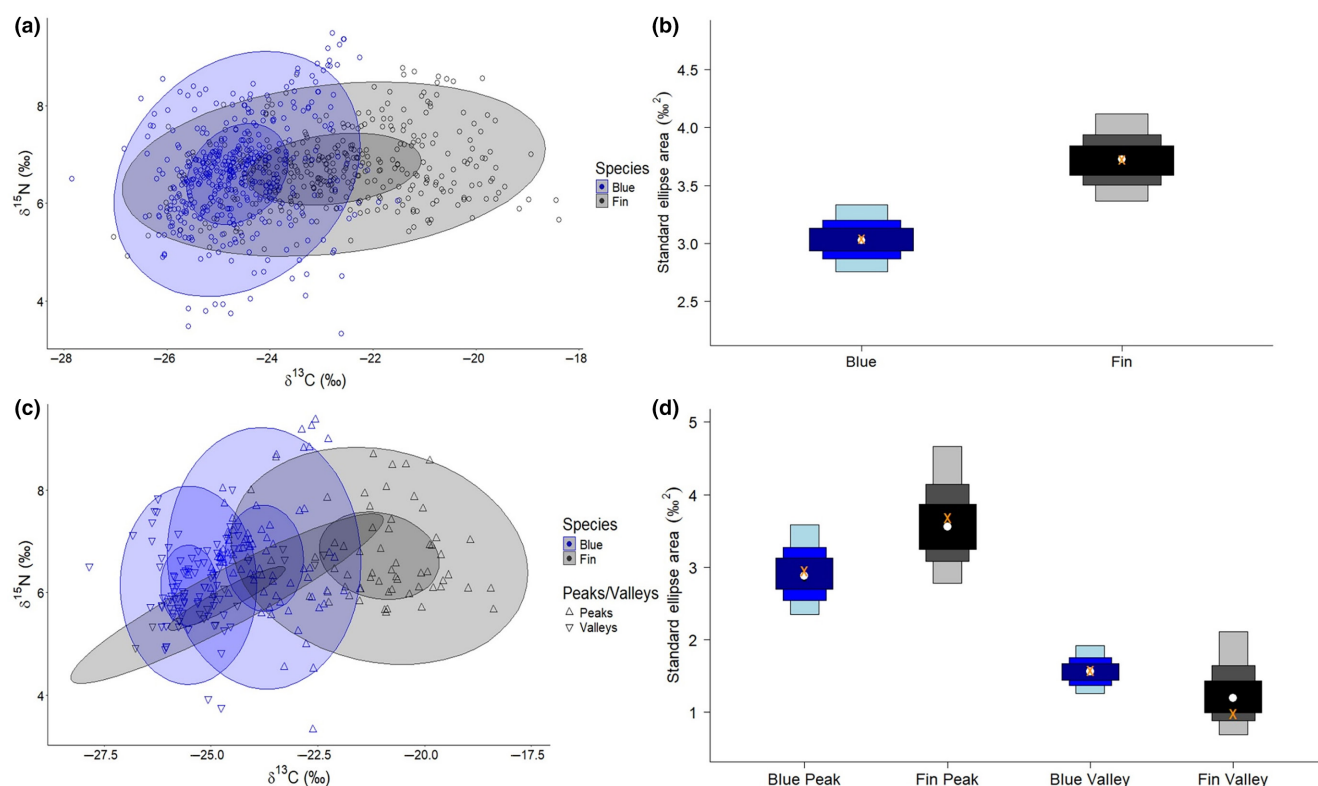 (a)
8
6
4
δ¹⁵N (‰)
−28
−26
−24
−22
−20
−18
δ¹³C (‰)
Species
Blue
Fin
(b)
4.5
4.0
3.5
3.0
2.5
Standard ellipse area (‰²)
x
x
Blue
Fin
(c)
8
6
4
δ¹⁵N (‰)
−27.5
−25.0
−22.5
−20.0
−17.5
δ¹³C (‰)
Species
Blue
Fin
Peaks/Valleys
Peaks
Valleys
(d)
5
4
3
2
1
Standard ellipse area (‰²)
x
x
x
x
Blue Peak
Fin Peak
Blue Valley
Fin Valley